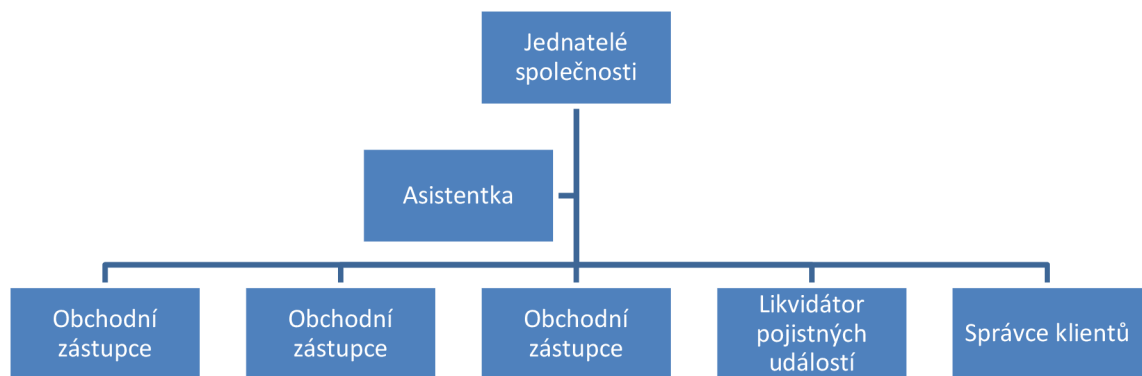 Jednatelé
společnosti
Asistentka
Obchodní
zástupce
Obchodní
zástupce
Obchodní
zástupce
Likvidátor
pojistných
událostí
Správce klientů